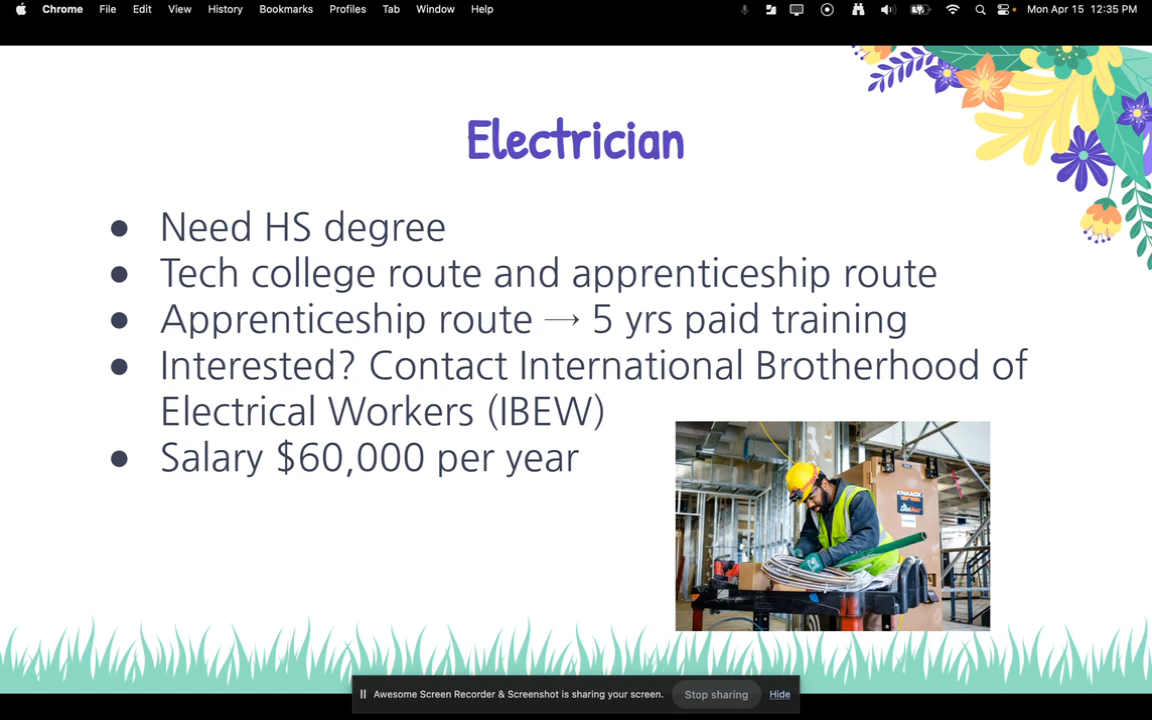 Chrome File Edit View History Bookmarks Profiles Tab Window Help Mon Apr 15 12:35 PM
Electrician
● Need HS degree
● Tech college route and apprenticeship route
● Apprenticeship route → 5 yrs paid training
● Interested? Contact International Brotherhood of
Electrical Workers (IBEW)
● Salary $60,000 per year
KNAACK
Awesome Screen Recorder & Screenshot is sharing your screen. Stop sharing Hide